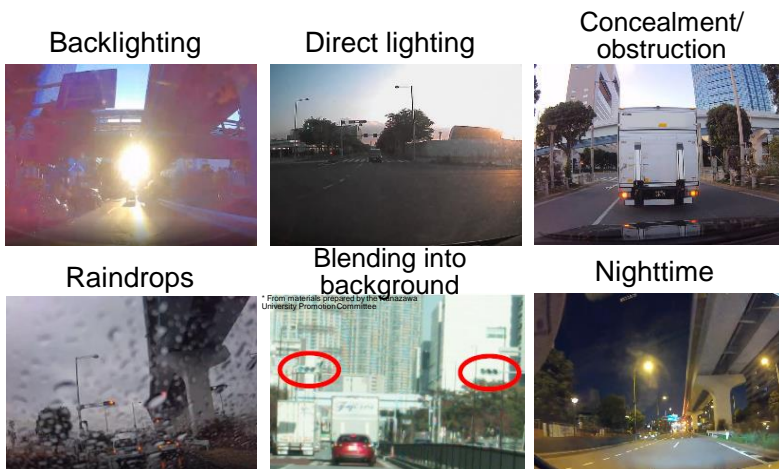 Backlighting
Direct lighting
Concealment/
obstruction
Raindrops
Blending into
background
* From materials prepared by the Kanazawa
University Promotion Committee
Nighttime